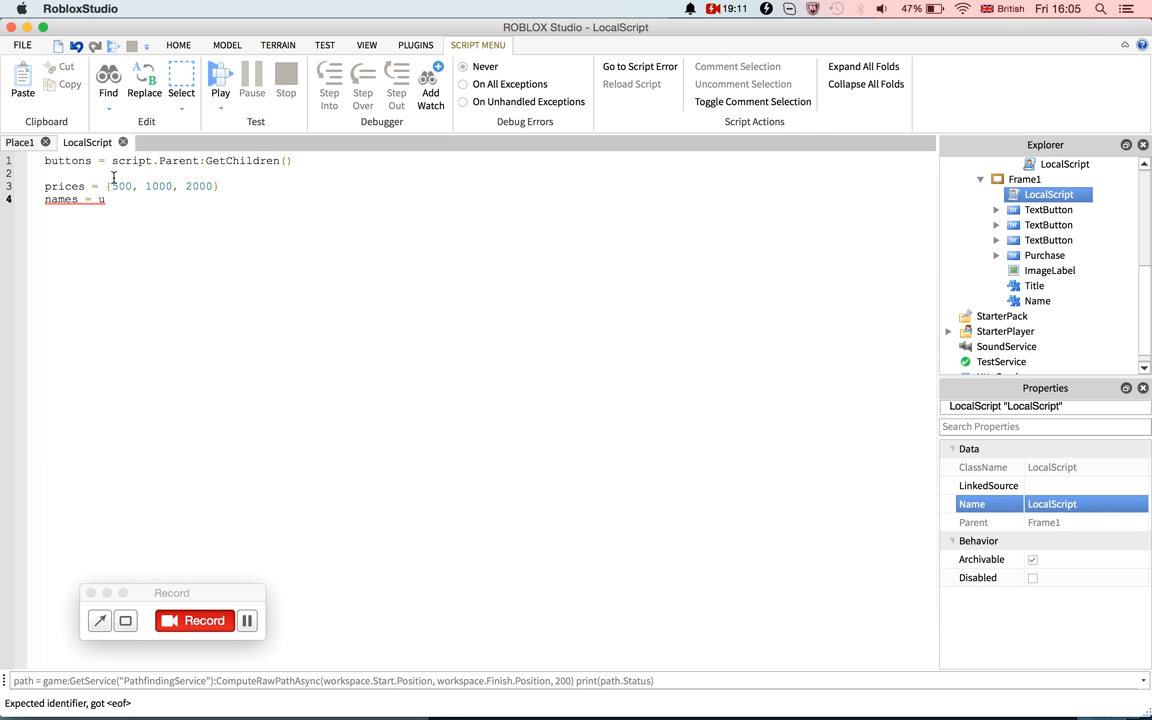 RobloxStudio
19:11
47%
British
Fri 16:05
ROBLOX Studio - LocalScript
FILE
HOME
MODEL
TERRAIN
TEST
VIEW
PLUGINS
SCRIPT MENU
Paste
Cut
Copy
Clipboard
Find
Replace
Select
Edit
Play
Pause
Stop
Test
Step Into
Step Over
Step Out
Add Watch
Debugger
Never
On All Exceptions
On Unhandled Exceptions
Debug Errors
Go to Script Error
Reload Script
Comment Selection
Uncomment Selection
Toggle Comment Selection
Expand All Folds
Collapse All Folds
Script Actions
Place1
LocalScript
1 buttons = script.Parent:GetChildren()
2
3 prices = {500, 1000, 2000}
4 names = u
Explorer
LocalScript
Frame1
LocalScript
TextButton
TextButton
TextButton
Purchase
ImageLabel
Title
Name
StarterPack
StarterPlayer
SoundService
TestService
Properties
LocalScript "LocalScript"
Search Properties
Data
ClassName LocalScript
LinkedSource
Name LocalScript
Parent Frame1
Behavior
Archivable
Disabled
Record
Record
path = game:GetService("PathfindingService"):ComputeRawPathAsync(workspace.Start.Position, workspace.Finish.Position, 200) print(path.Status)
Expected identifier, got <eof>